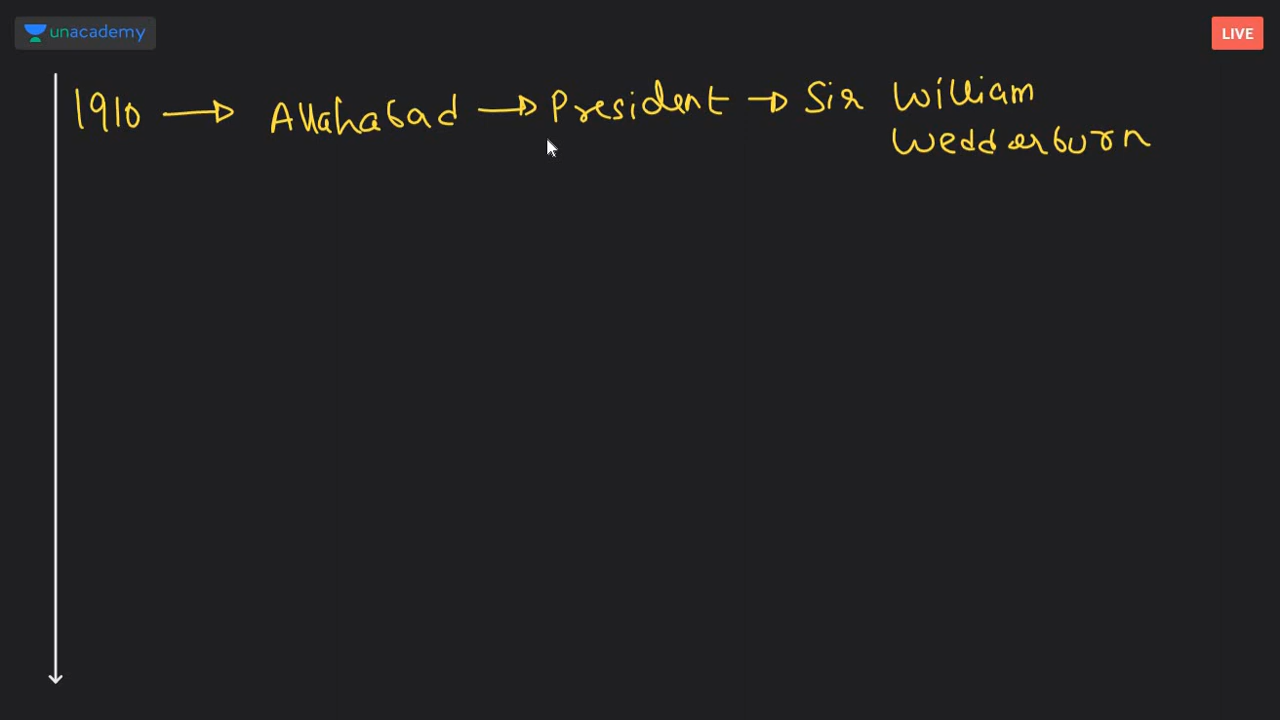 unacademy
LIVE
1910 → Allahabad → President → Sir William
Wedderburn